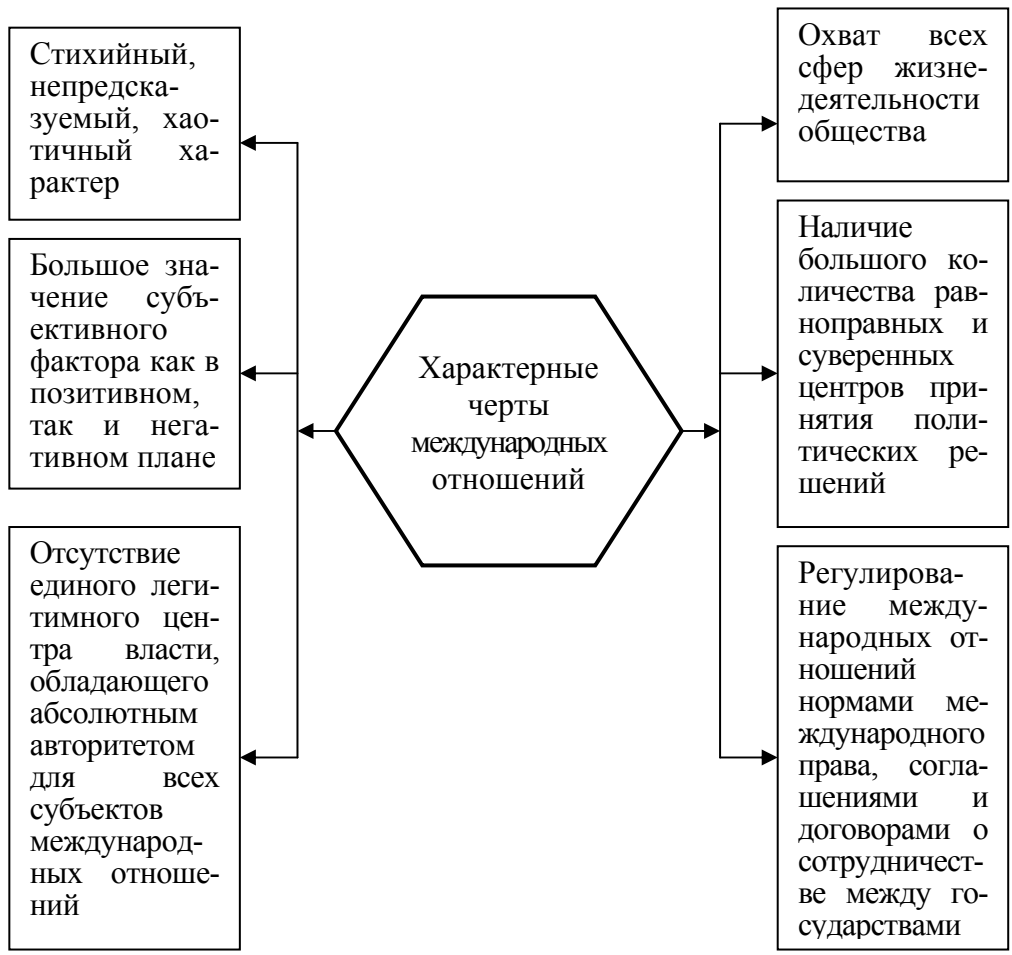 Стихийный,
непредска-
зуемый, хао-
тичный ха-
рактер
Большое зна-
чение субъ-
ективного
фактора как в
позитивном,
так и нега-
тивном плане
Отсутствие
единого леги-
тимного цен-
тра власти,
обладающего
абсолютным
авторитетом
для всех
субъектов
международ-
ных отноше-
ний
Характерные
черты
международных
отношений
Охват всех
сфер жизне-
деятельности
общества
Наличие
большого ко-
личества рав-
ноправных и
суверенных
центров при-
нятия поли-
тических ре-
шений
Регулирова-
ние между-
народных от-
ношений
нормами ме-
ждународного
права, согла-
шениями и
договорами о
сотрудничест-
ве между го-
сударствами